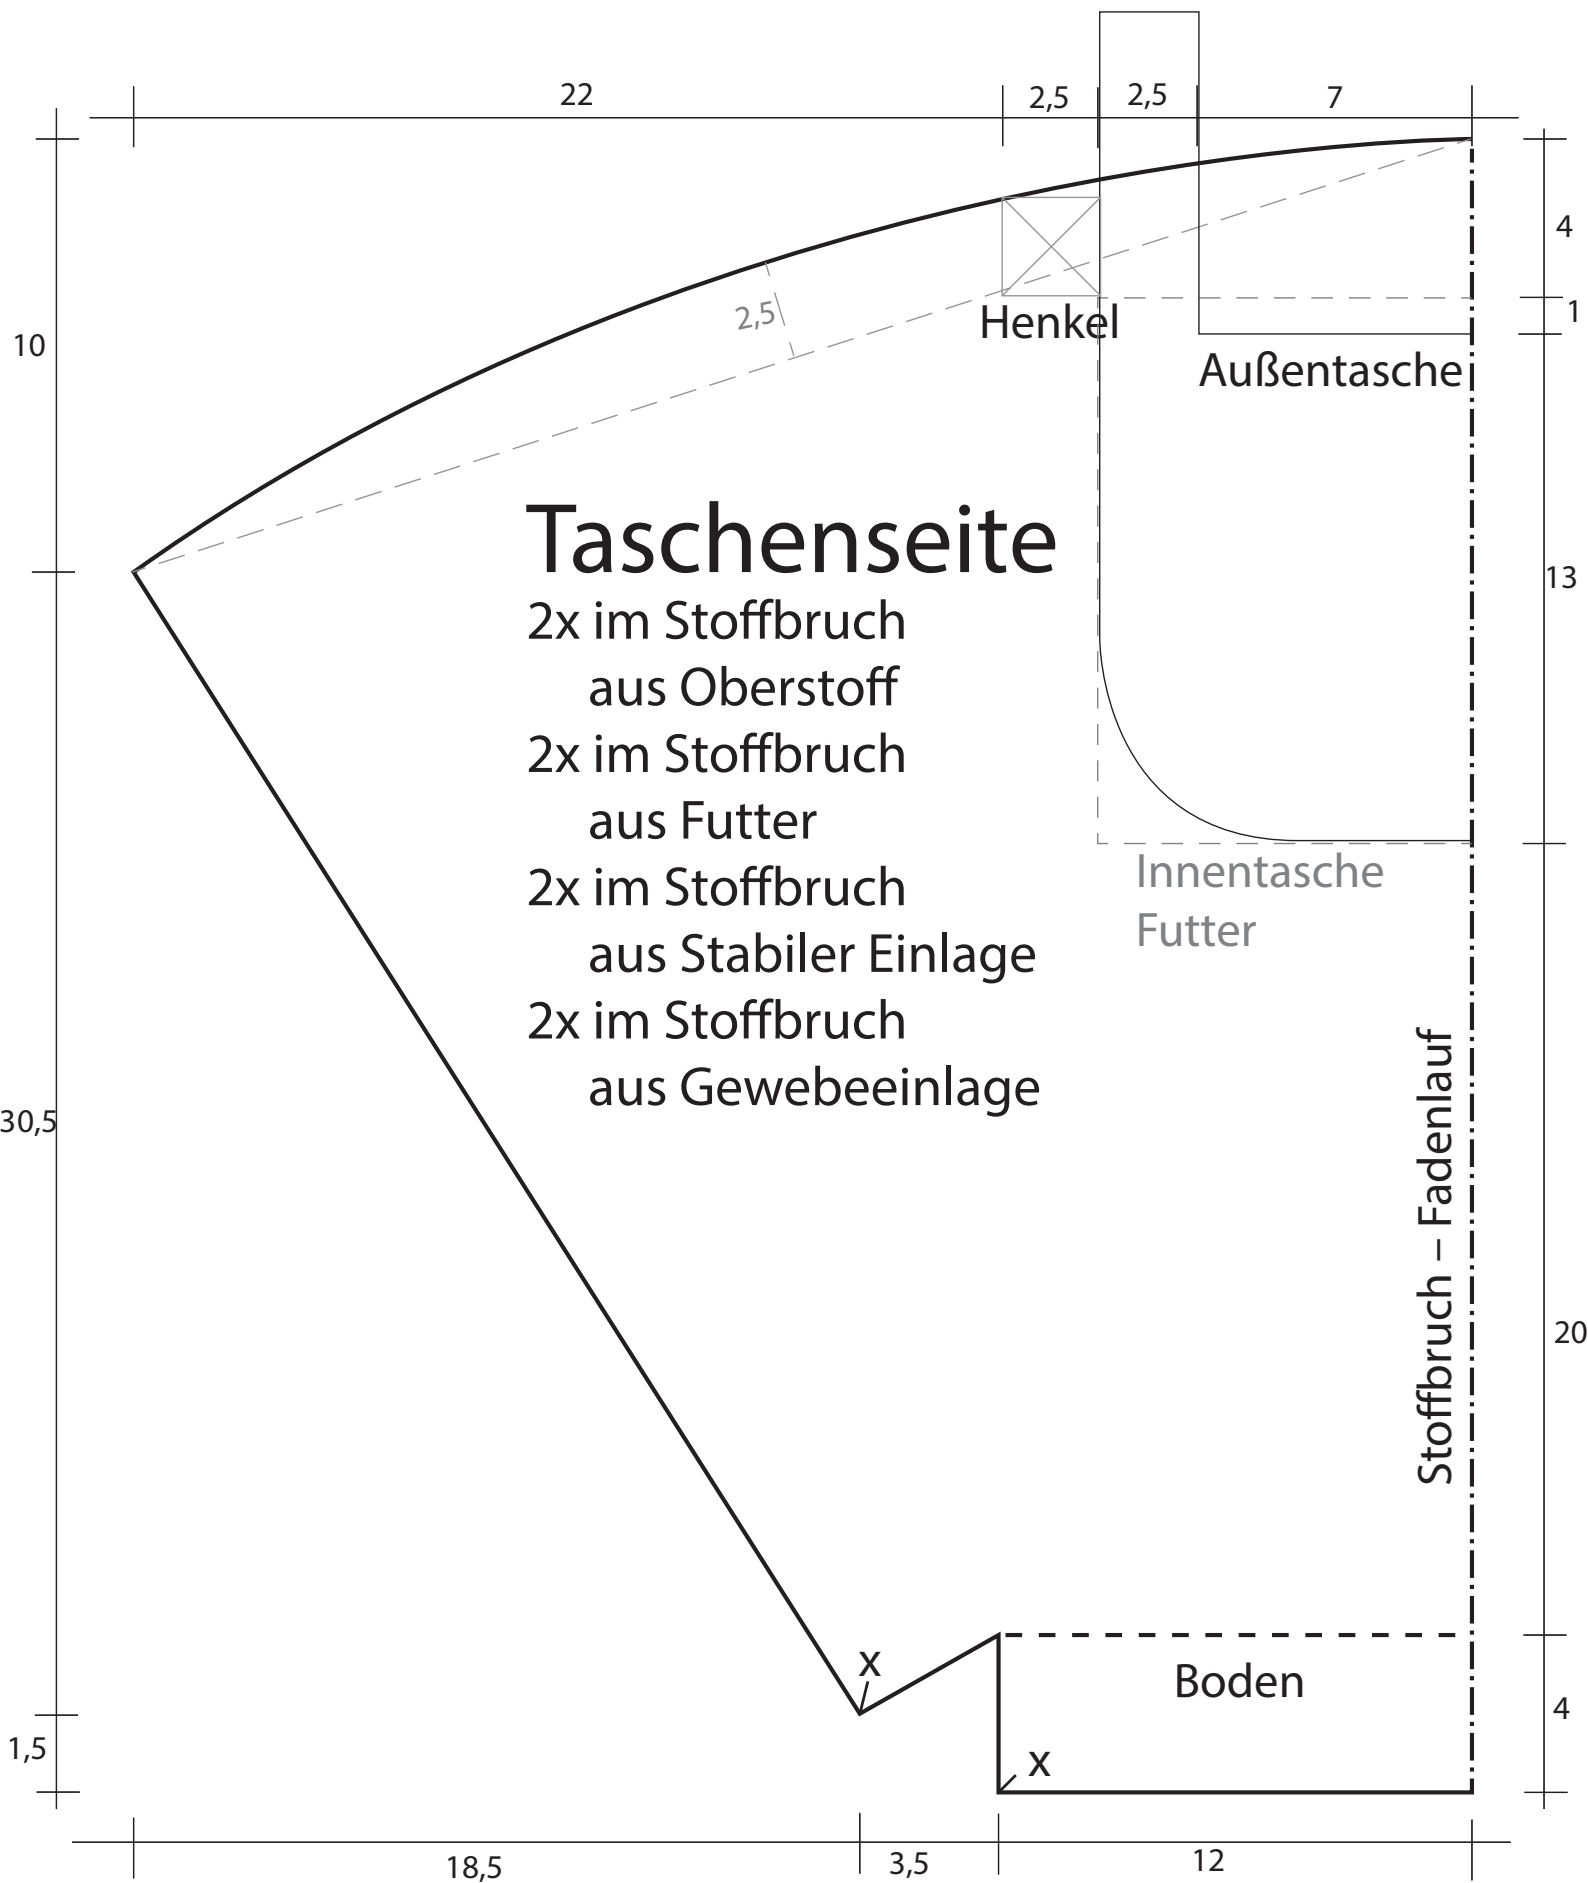 22
2,5
2,5
7
4
1
10
2,5
Henkel
Außentasche
Taschenseite
2x im Stoffbruch
aus Oberstoff
2x im Stoffbruch
aus Futter
2x im Stoffbruch
aus Stabiler Einlage
2x im Stoffbruch
aus Gewebeeinlage
13
Innentasche
Futter
30,5
Stoffbruch – Fadenlauf
20
x
Boden
x
4
1,5
18,5
3,5
12